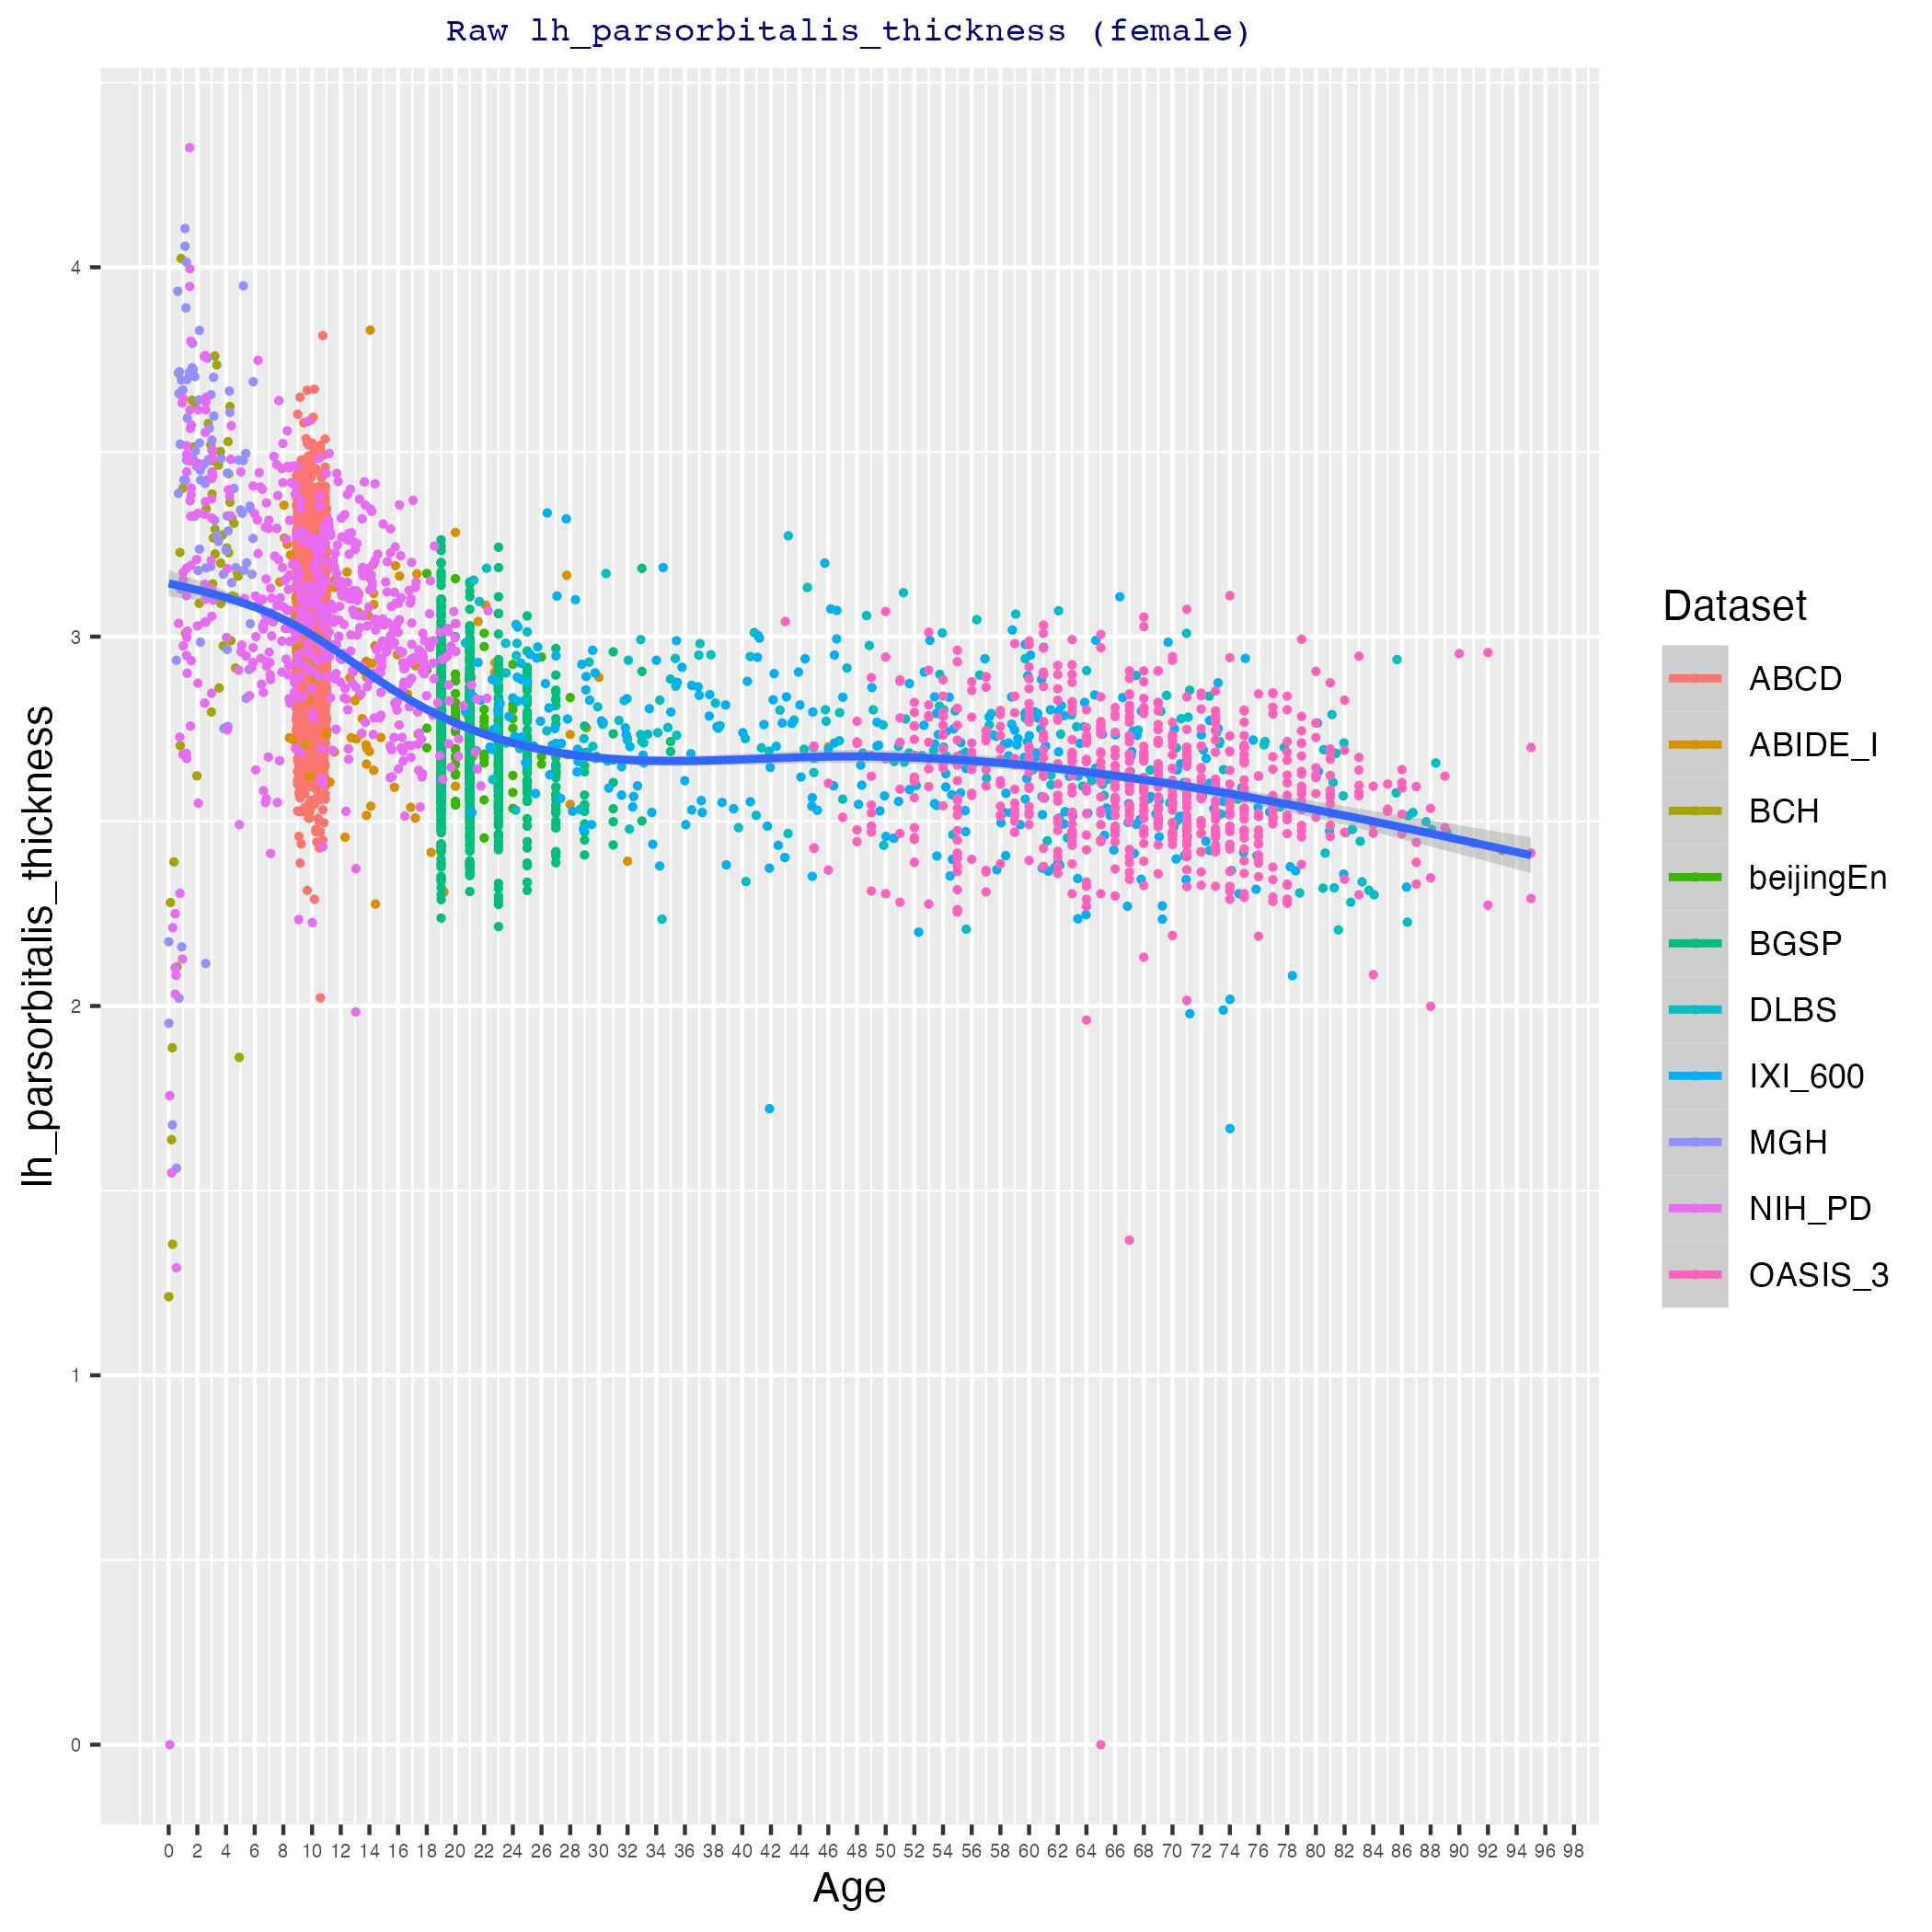 Raw lh_parsorbitalis_thickness (female)
lh_parsorbitalis_thickness
4
3
2
1
0
0 2 4 6 8 10 12 14 16 18 20 22 24 26 28 30 32 34 36 38 40 42 44 46 48 50 52 54 56 58 60 62 64 66 68 70 72 74 76 78 80 82 84 86 88 90 92 94 96 98
Age
Dataset
ABCD
ABIDE_I
BCH
beijingEn
BGSP
DLBS
IXI_600
MGH
NIH_PD
OASIS_3